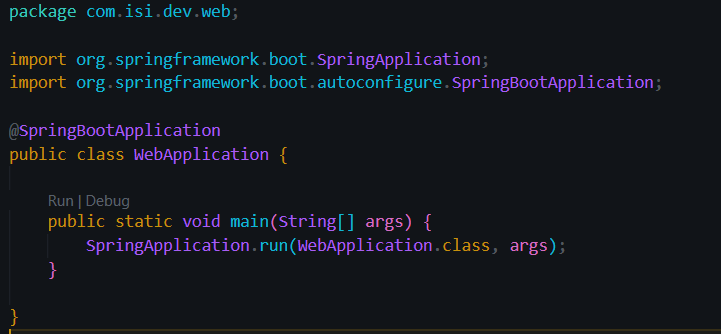 package com.isi.dev.web;
import org.springframework.boot.SpringApplication;
import org.springframework.boot.autoconfigure.SpringBootApplication;
@SpringBootApplication
public class WebApplication {
Run | Debug
public static void main(String[] args) {
SpringApplication.run(WebApplication.class, args);
}
}